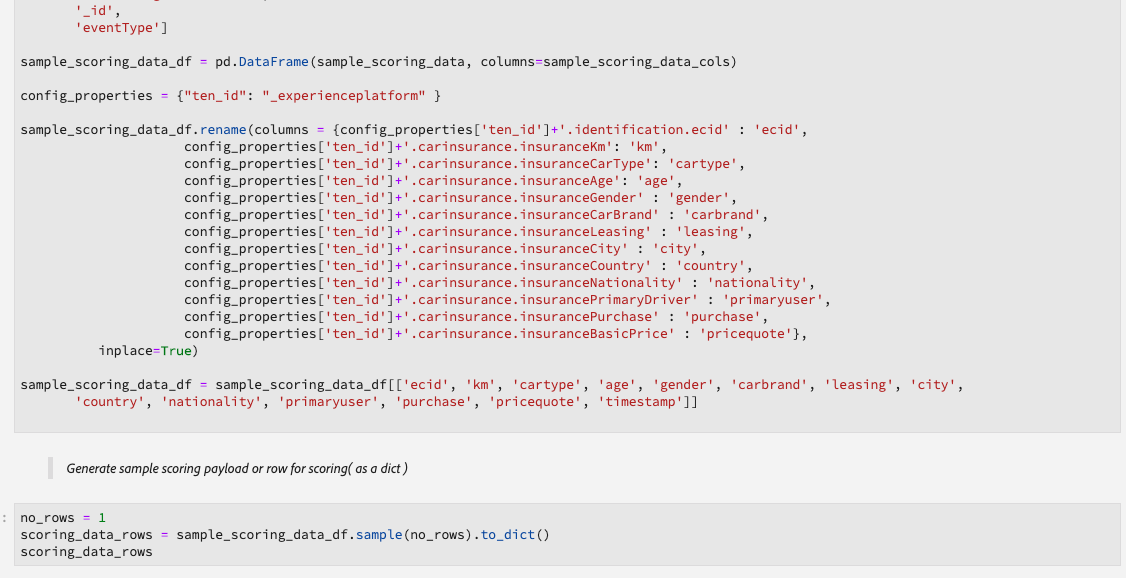 '_id',
'eventType']
sample_scoring_data_df = pd.DataFrame(sample_scoring_data, columns=sample_scoring_data_cols)
config_properties = {"ten_id": "_experienceplatform" }
sample_scoring_data_df.rename(columns = {config_properties['ten_id']+'.identification.ecid' : 'ecid',
config_properties['ten_id']+'.carinsurance.insuranceKm': 'km',
config_properties['ten_id']+'.carinsurance.insuranceCarType': 'cartype',
config_properties['ten_id']+'.carinsurance.insuranceAge': 'age',
config_properties['ten_id']+'.carinsurance.insuranceGender' : 'gender',
config_properties['ten_id']+'.carinsurance.insuranceCarBrand' : 'carbrand',
config_properties['ten_id']+'.carinsurance.insuranceLeasing' : 'leasing',
config_properties['ten_id']+'.carinsurance.insuranceCity' : 'city',
config_properties['ten_id']+'.carinsurance.insuranceCountry' : 'country',
config_properties['ten_id']+'.carinsurance.insuranceNationality' : 'nationality',
config_properties['ten_id']+'.carinsurance.insurancePrimaryDriver' : 'primaryuser',
config_properties['ten_id']+'.carinsurance.insurancePurchase' : 'purchase',
config_properties['ten_id']+'.carinsurance.insuranceBasicPrice' : 'pricequote'},
inplace=True)
sample_scoring_data_df = sample_scoring_data_df[['ecid', 'km', 'cartype', 'age', 'gender', 'carbrand', 'leasing', 'city',
'country', 'nationality', 'primaryuser', 'purchase', 'pricequote', 'timestamp']]
Generate sample scoring payload or row for scoring( as a dict )
: no_rows = 1
scoring_data_rows = sample_scoring_data_df.sample(no_rows).to_dict()
scoring_data_rows